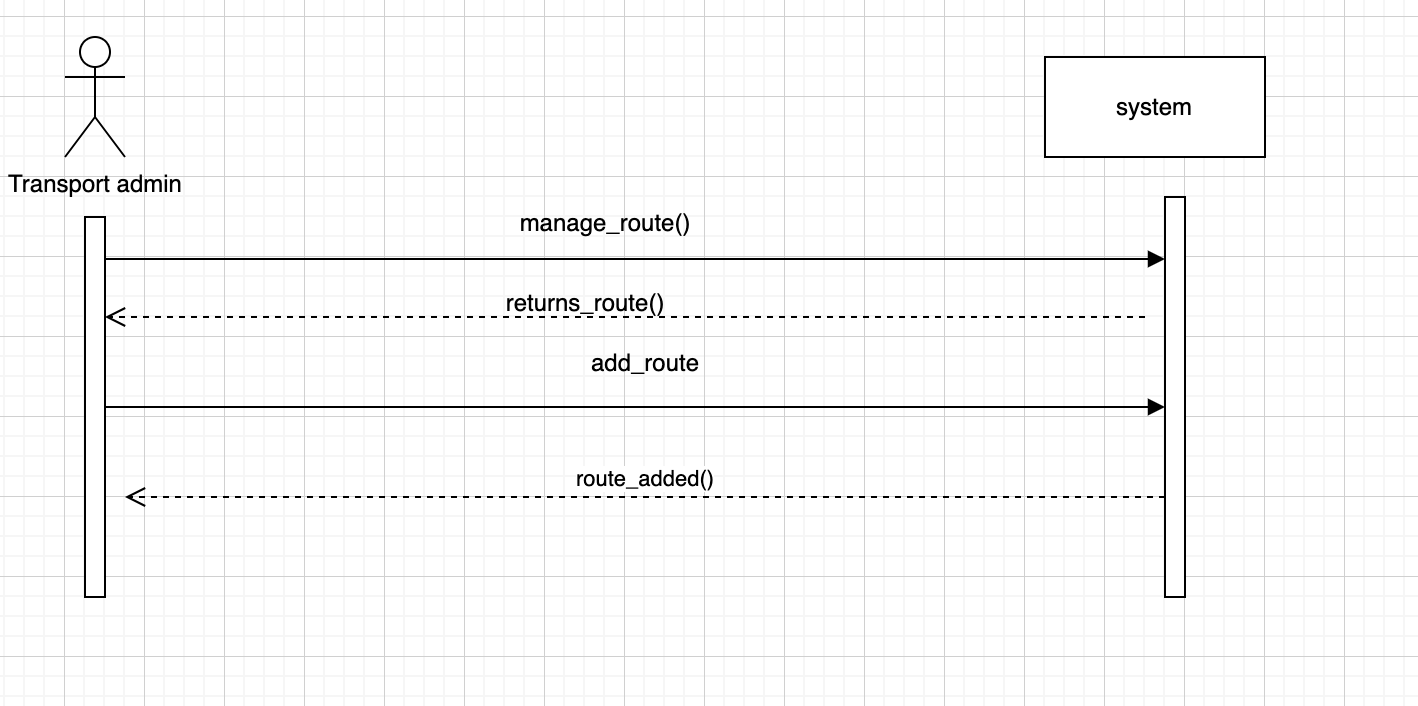 system
Transport admin
manage_route()
returns_route()
add_route
route_added()